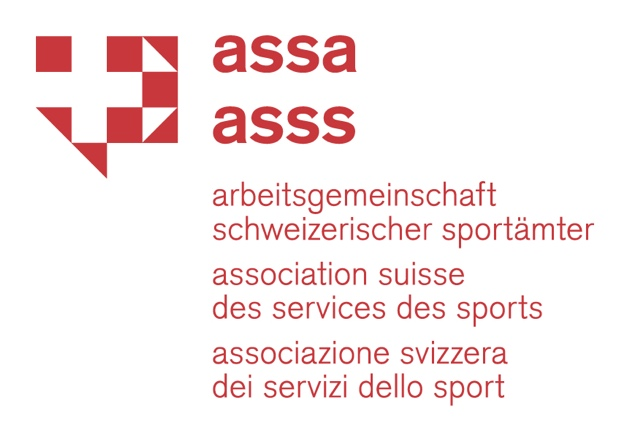 assa
asss
arbeitsgemeinschaft
schweizerischer sportämter
association suisse
des services des sports
associazione svizzera
dei servizi dello sport